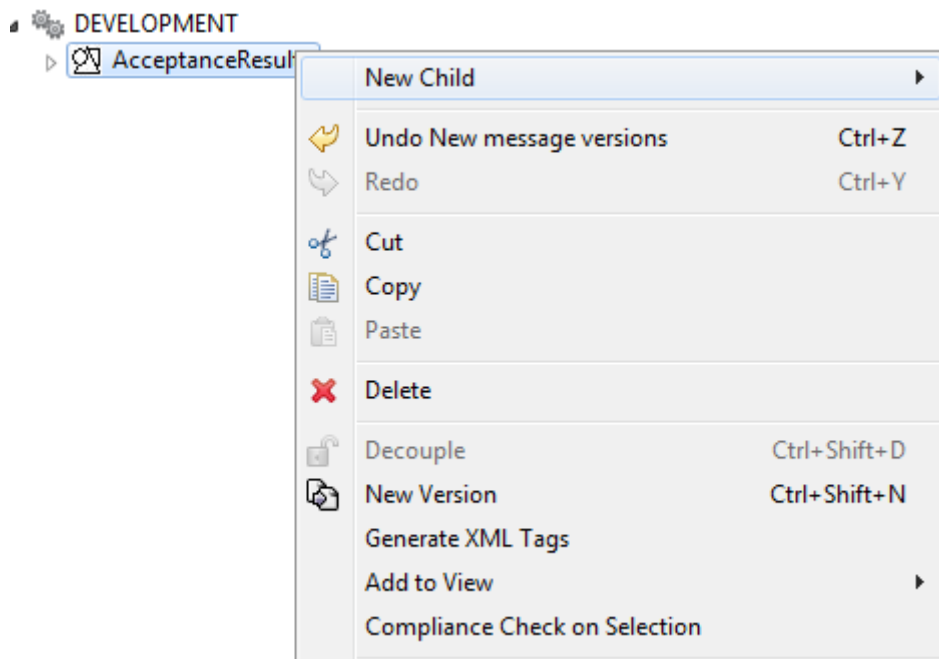 DEVELOPMENT
AcceptanceResult
New Child
Undo New message versions Ctrl+Z
Redo Ctrl+Y
Cut
Copy
Paste
Delete
Decouple Ctrl+Shift+D
New Version Ctrl+Shift+N
Generate XML Tags
Add to View
Compliance Check on Selection